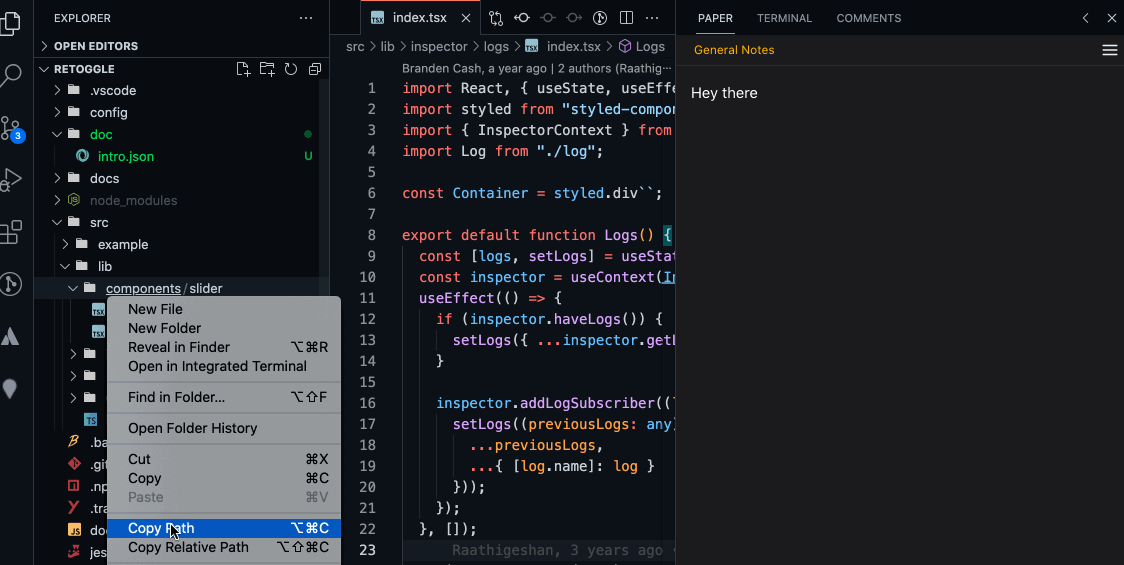 EXPLORER
OPEN EDITORS
RETOGGLE
.vscode
config
doc
intro.json U
docs
node_modules
src
example
lib
components/slider
TSX
TSX
TS
.ba
.git
.np
.tra
doc
jes
3
New File
New Folder
Reveal in Finder ⌥⌘R
Open in Integrated Terminal
Find in Folder... ⌥⇧F
Open Folder History
Cut ⌘X
Copy ⌘C
Paste ⌘V
Copy Path ⌥⌘C
Copy Relative Path ⌥⇧⌘C
TSX index.tsx
src > lib > inspector > logs > TSX index.tsx > Logs
Branden Cash, a year ago | 2 authors (Raathig…
1 import React, { useState, useEffe
2 import styled from "styled-compon
3 import { InspectorContext } from
4 import Log from "./log";
5
6 const Container = styled.div``;
7
8 export default function Logs() {
9 const [logs, setLogs] = useStat
10 const inspector = useContext(In
11 useEffect(() => {
12 if (inspector.haveLogs()) {
13 setLogs({ ...inspector.getL
14 }
15
16 inspector.addLogSubscriber((l
17 setLogs((previousLogs: any)
18 ...previousLogs,
19 ...{ [log.name]: log }
20 }));
21 });
22 }, []);
23 Raathigeshan, 3 years ago
PAPER TERMINAL COMMENTS
General Notes
Hey there